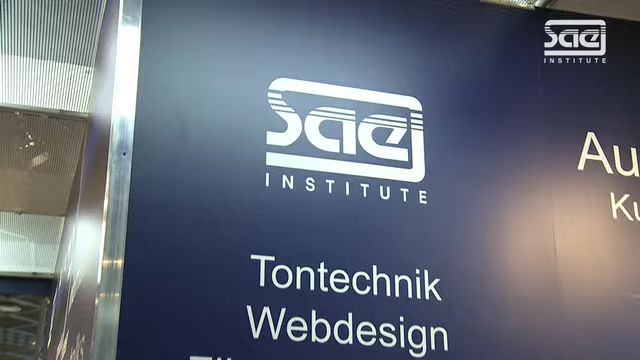 sae
INSTITUTE
sae
INSTITUTE
Au
Ku
Tontechnik
Webdesign